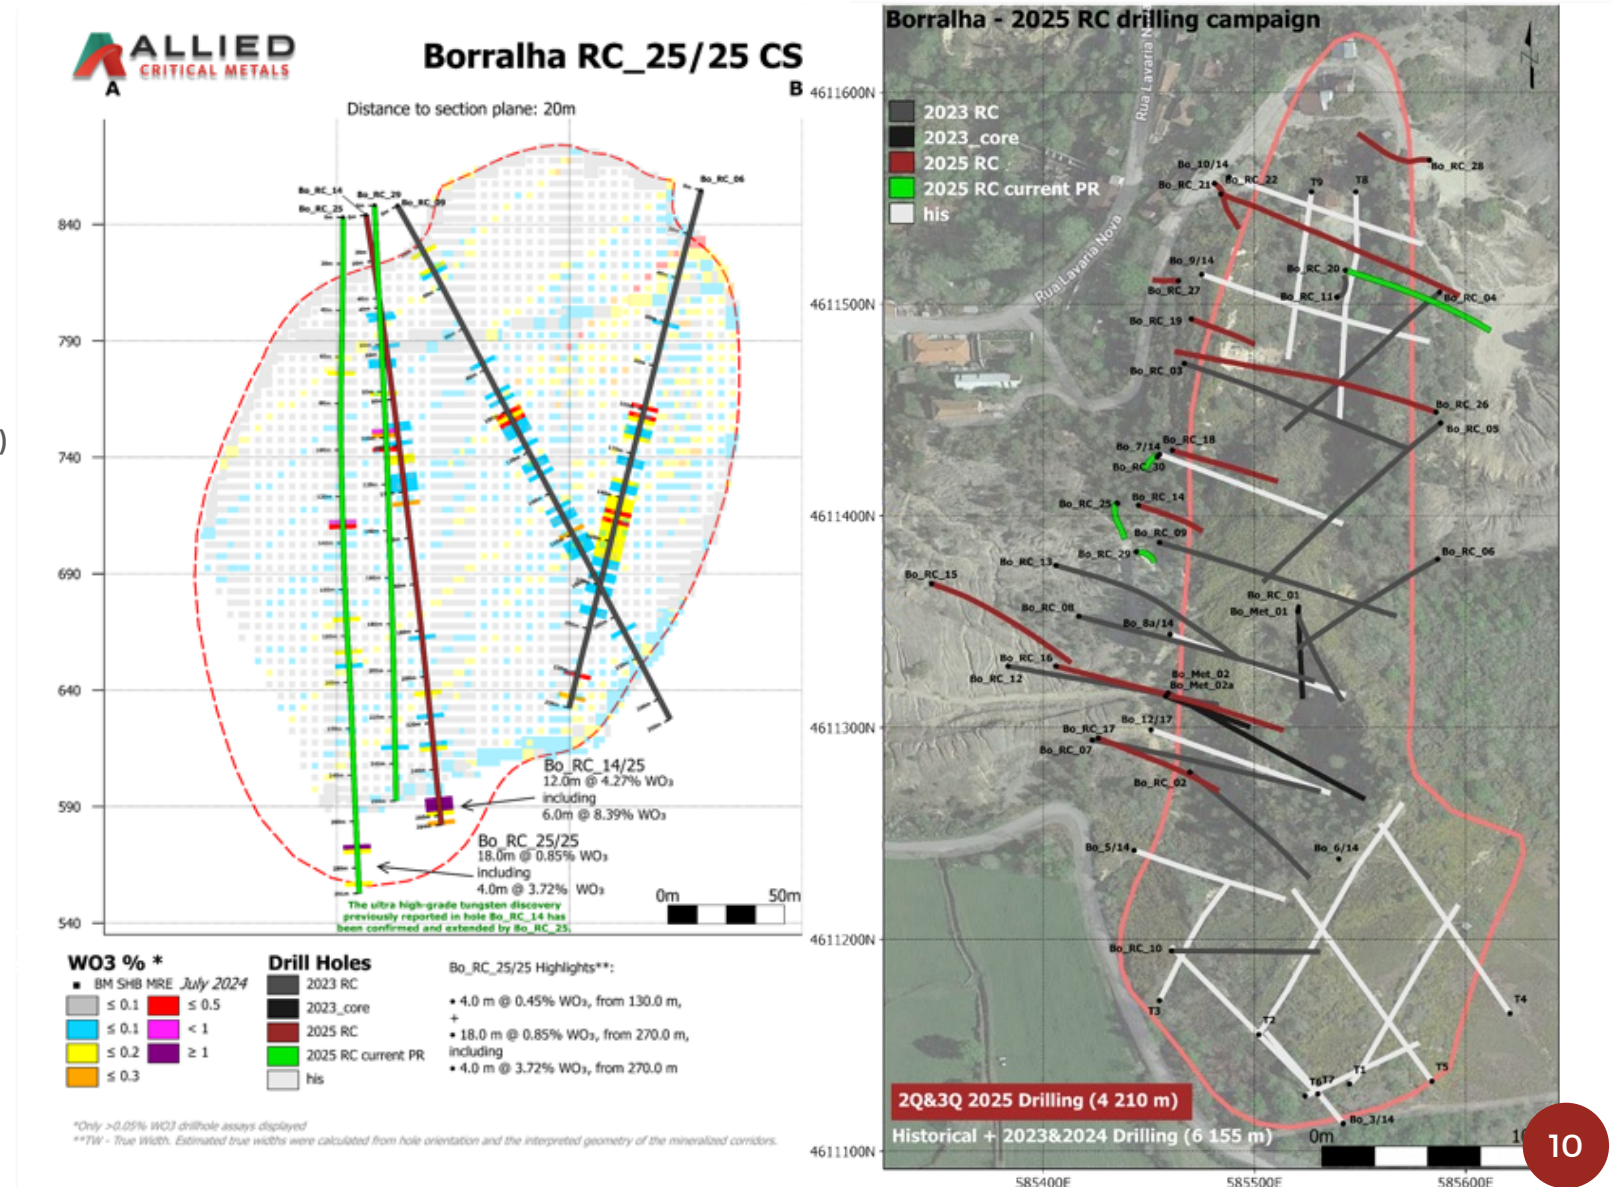 )
ALLIED
CRITICAL METALS
Borralha RC_25/25 CS
A
B
Distance to section plane: 20m
Bo_RC_14
Bo_RC_29
Bo_RC_25
Bo_RC_09
Bo_RC_06
840
790
740
690
640
590
540
Bo_RC_14/25
12.0m @ 4.27% WO₃
including
6.0m @ 8.39% WO₃
Bo_RC_25/25
18.0m @ 0.85% WO₃
including
4.0m @ 3.72% WO₃
The ultra high-grade tungsten discovery
previously reported in hole Bo_RC_14 has
been confirmed and extended by Bo_RC_25.
0m 50m
WO3 % *
BM SHB MRE July 2024
≤ 0.1
≤ 0.1
≤ 0.2
≤ 0.3
≤ 0.5
< 1
≥ 1
Drill Holes
2023 RC
2023_core
2025 RC
2025 RC current PR
his
Bo_RC_25/25 Highlights**:
• 4.0 m @ 0.45% WO₃, from 130.0 m,
+
• 18.0 m @ 0.85% WO₃, from 270.0 m,
including
• 4.0 m @ 3.72% WO₃, from 270.0 m
*Only >0.05% WO3 drillhole assays displayed
**TW - True Width. Estimated true widths were calculated from hole orientation and the interpreted geometry of the mineralized corridors.
Borralha - 2025 RC drilling campaign
2023 RC
2023_core
2025 RC
2025 RC current PR
his
4611600N
4611500N
4611400N
4611300N
4611200N
4611100N
585400E
585500E
585600E
Rua Lavaria N
Rua Lavaria Nova
N
Bo_RC_28
Bo_10/14
Bo_RC_21
Bo_RC_22
T9
T8
Bo_9/14
Bo_RC_27
Bo_RC_20
Bo_RC_11
Bo_RC_04
Bo_RC_19
Bo_RC_03
Bo_RC_26
Bo_RC_05
Bo_7/14
Bo_RC_18
Bo_RC_30
Bo_RC_25
Bo_RC_14
Bo_RC_09
Bo_RC_29
Bo_RC_06
Bo_RC_13
Bo_RC_15
Bo_RC_01
Bo_Met_01
Bo_RC_08
Bo_8a/14
Bo_RC_16
Bo_RC_12
Bo_Met_02
Bo_Met_02a
Bo_12/17
Bo_RC_17
Bo_RC_07
Bo_RC_02
Bo_5/14
Bo_6/14
Bo_RC_10
T3
T2
T4
T6
T7
T1
T5
Bo_3/14
2Q&3Q 2025 Drilling (4 210 m)
Historical + 2023&2024 Drilling (6 155 m)
0m
10